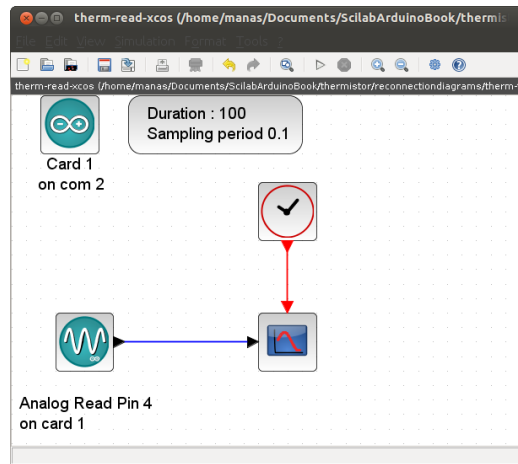 therm-read-xcos (/home/manas/Documents/ScilabArduinoBook/thermis
File Edit View Simulation Format Tools ?
therm-read-xcos (/home/manas/Documents/ScilabArduinoBook/thermistor/reconnectiondiagrams/therm-
Duration : 100
Sampling period 0.1
Card 1
on com 2
Analog Read Pin 4
on card 1